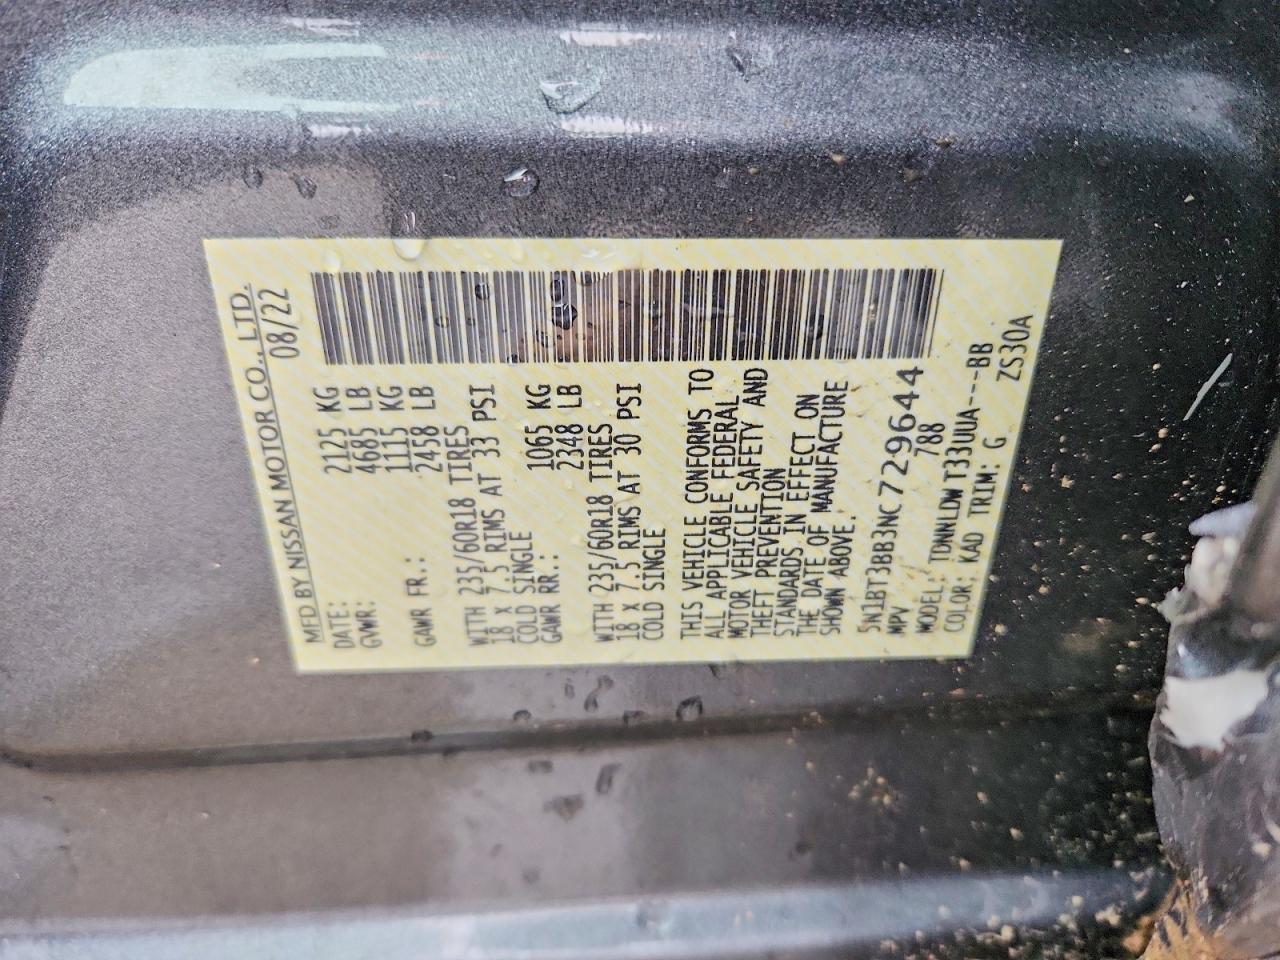 MFD BY NISSAN MOTOR CO., LTD.
DATE: 08/22
GVWR: 2125 KG
4685 LB
GAWR FR.: 1115 KG
2458 LB
WITH 235/60R18 TIRES
18 X 7.5 RIMS AT 33 PSI
COLD SINGLE
GAWR RR.: 1065 KG
2348 LB
WITH 235/60R18 TIRES
18 X 7.5 RIMS AT 30 PSI
COLD SINGLE
THIS VEHICLE CONFORMS TO
ALL APPLICABLE FEDERAL
MOTOR VEHICLE SAFETY AND
THEFT PREVENTION
STANDARDS IN EFFECT ON
THE DATE OF MANUFACTURE
SHOWN ABOVE.
5N1BT3BB3NC729644
MPV 788
MODEL: TDNNLDW T33UUA----BB
COLOR: KAD TRIM: G ZS30A